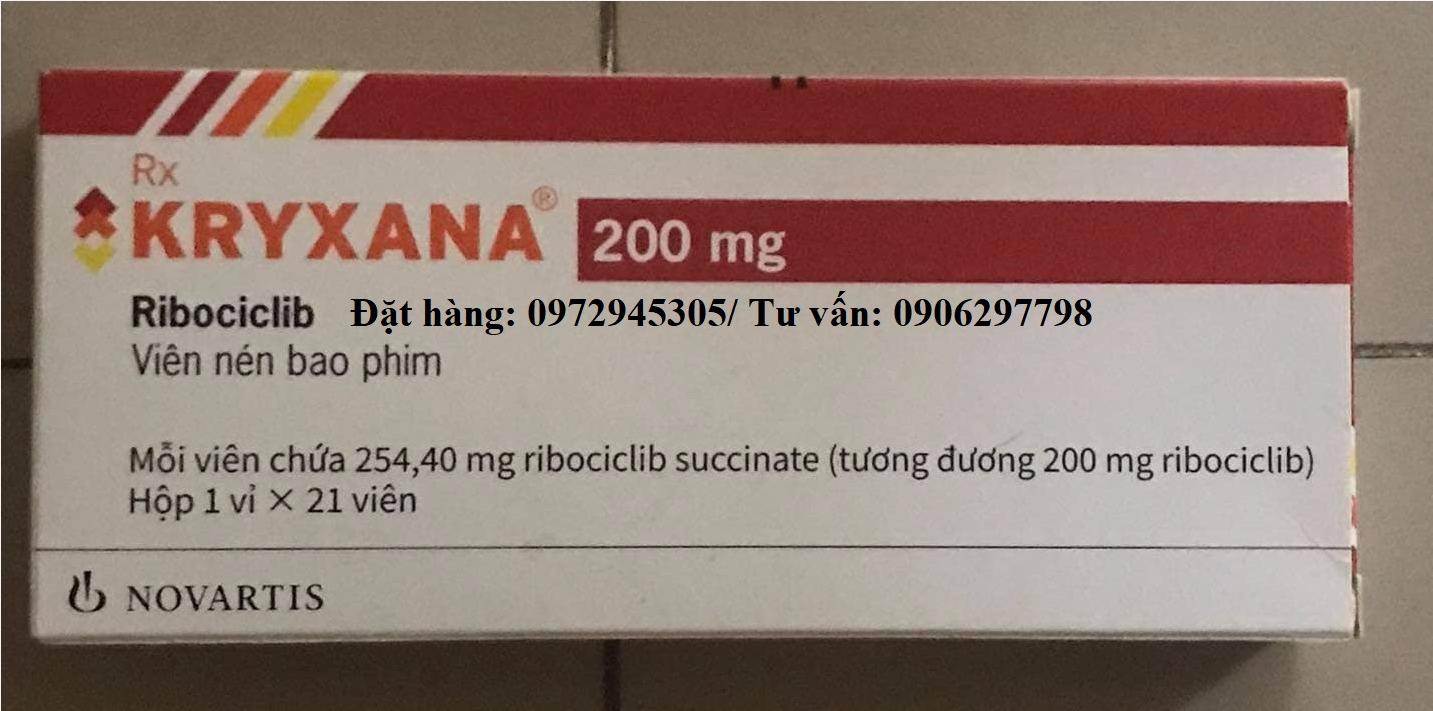 Rx
KRYXANA® 200 mg
Ribociclib Đặt hàng: 0972945305/ Tư vấn: 0906297798
Viên nén bao phim
Mỗi viên chứa 254,40 mg ribociclib succinate (tương đương 200 mg ribociclib)
Hộp 1 vỉ × 21 viên
NOVARTIS